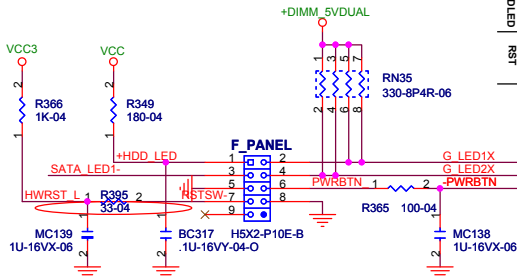 +DIMM_5VDUAL
DLED
RST
VCC3
VCC
2
2
1 3 5 7
R366
1K-04
R349
180-04
RN35
330-8P4R-06
1
1
2 4 6 8
F_PANEL
+HDD_LED
1 2
G_LED1X
SATA_LED1-
3 4
G_LED2X
5 6
PWRBTN
1 2
-PWRBTN
HWRST_L
1
R395
2
RSTSW-
7 8
33-04
R365
100-04
9
MC139
1U-16VX-06
BC317
.1U-16VY-04-O
H5X2-P10E-B
MC138
1U-16VX-06